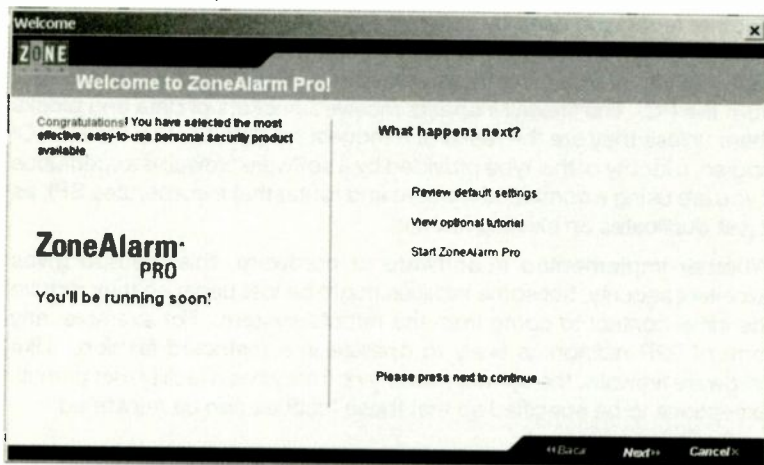 Welcome
ZONE
Welcome to ZoneAlarm Pro!
Congratulations! You have selected the most
effective, easy-to-use personal security product
available
ZoneAlarm
PRO
You'll be running soon!
What happens next?
Review default settings
View optional tutorial
Start ZoneAlarm Pro
Please press next to continue
Next
Cancel